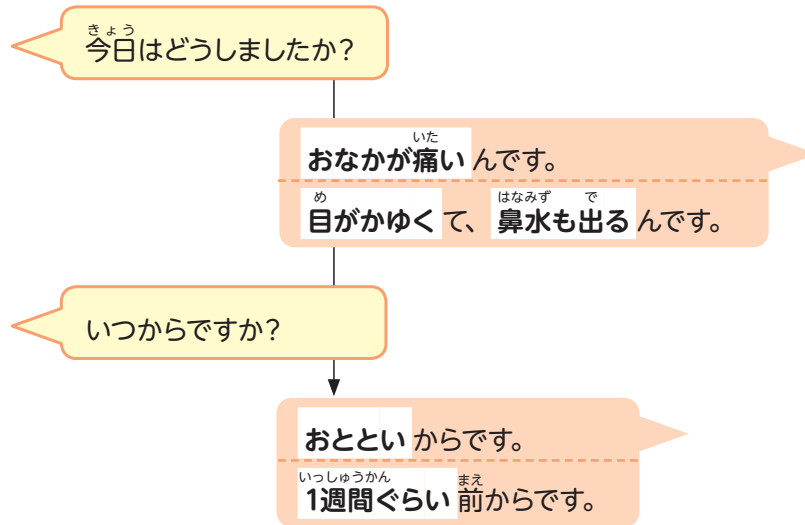 きょう
今日はどうしましたか？
いた
おなかが痛いんです。
め はなみず で
目がかゆくて、鼻水も出るんです。
いつからですか？
おとといからです。
いっしゅうかん まえ
1週間ぐらい前からです。